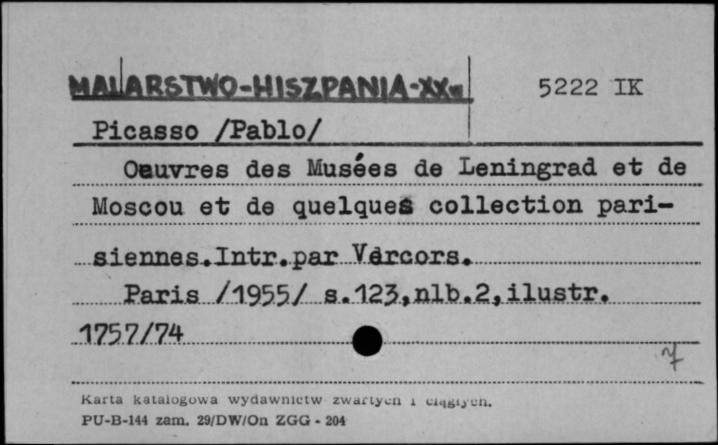 MALARSTWO-HISZPANIA-XXw
5222 IK
Picasso /Pablo/
Oeuvres des Musées de Leningrad et de
Moscou et de quelques collection pari-
siennes.Intr.par Vercors.
Paris /1955/ s.123,nlb.2,ilustr.
1757/74
Karta katalogowa wydawnictw zwartych i ciągłych.
PU-B-144 zam. 29/DW/On ZGG - 204